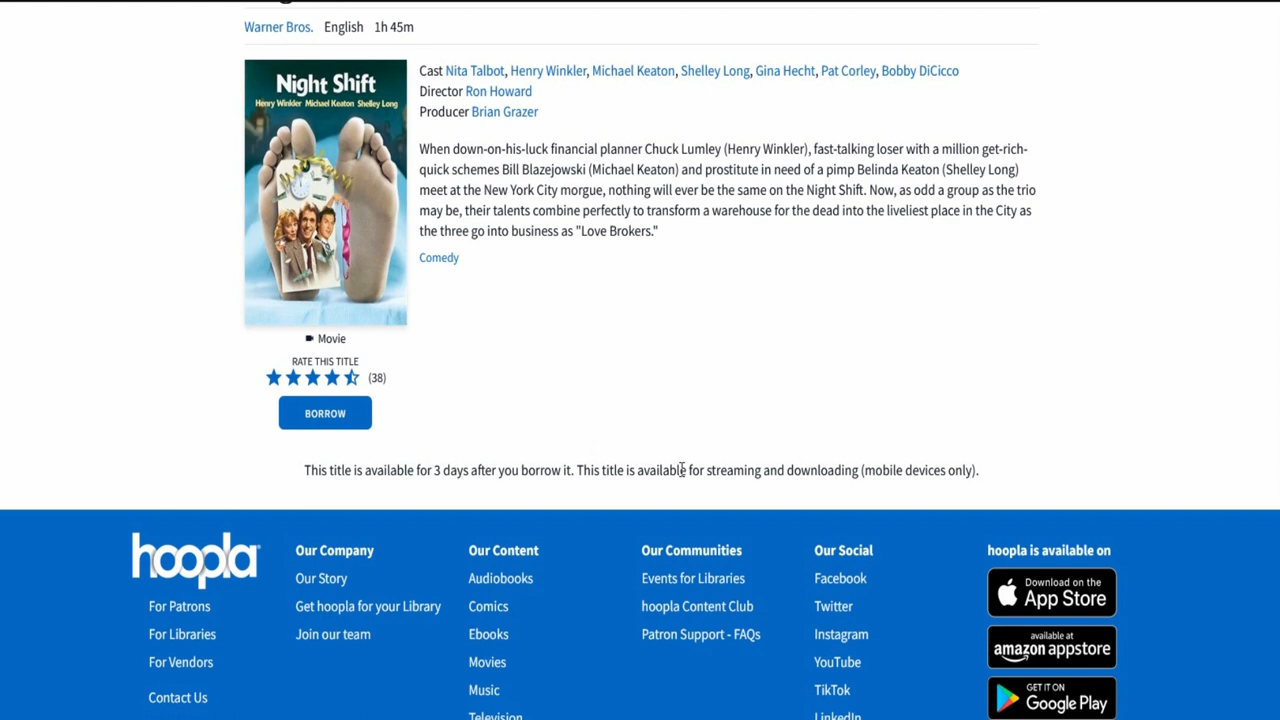 Warner Bros. English 1h 45m
Night Shift
Henry Winkler Michael Keaton Shelley Long
Cast Nita Talbot, Henry Winkler, Michael Keaton, Shelley Long, Gina Hecht, Pat Corley, Bobby DiCicco
Director Ron Howard
Producer Brian Grazer
When down-on-his-luck financial planner Chuck Lumley (Henry Winkler), fast-talking loser with a million get-rich-
quick schemes Bill Blazejowski (Michael Keaton) and prostitute in need of a pimp Belinda Keaton (Shelley Long)
meet at the New York City morgue, nothing will ever be the same on the Night Shift. Now, as odd a group as the trio
may be, their talents combine perfectly to transform a warehouse for the dead into the liveliest place in the City as
the three go into business as "Love Brokers."
Comedy
Movie
RATE THIS TITLE
(38)
BORROW
This title is available for 3 days after you borrow it. This title is available for streaming and downloading (mobile devices only).
hoopla
For Patrons
For Libraries
For Vendors
Contact Us
Our Company
Our Story
Get hoopla for your Library
Join our team
Our Content
Audiobooks
Comics
Ebooks
Movies
Music
Television
Our Communities
Events for Libraries
hoopla Content Club
Patron Support - FAQs
Our Social
Facebook
Twitter
Instagram
YouTube
TikTok
LinkedIn
hoopla is available on
Download on the
App Store
available at
amazon appstore
GET IT ON
Google Play